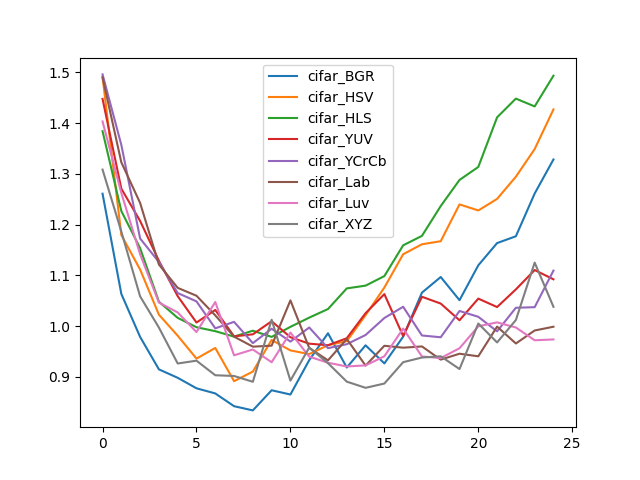 1.5
1.4
1.3
1.2
1.1
1.0
0.9
cifar_BGR
cifar_HSV
cifar_HLS
cifar_YUV
cifar_YCrCb
cifar_Lab
cifar_Luv
cifar_XYZ
0 5 10 15 20 25